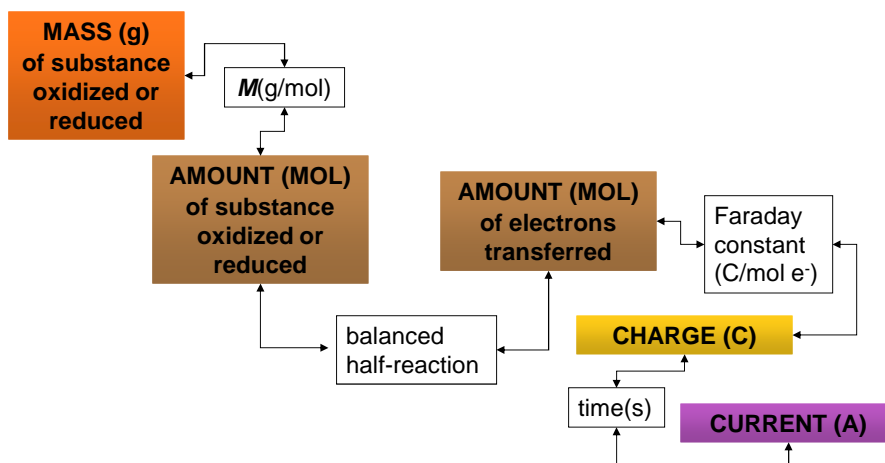 MASS (g)
of substance
oxidized or
reduced
M(g/mol)
AMOUNT (MOL)
of substance
oxidized or
reduced
AMOUNT (MOL)
of electrons
transferred
Faraday
constant
(C/mol e-)
balanced
half-reaction
CHARGE (C)
time(s)
CURRENT (A)